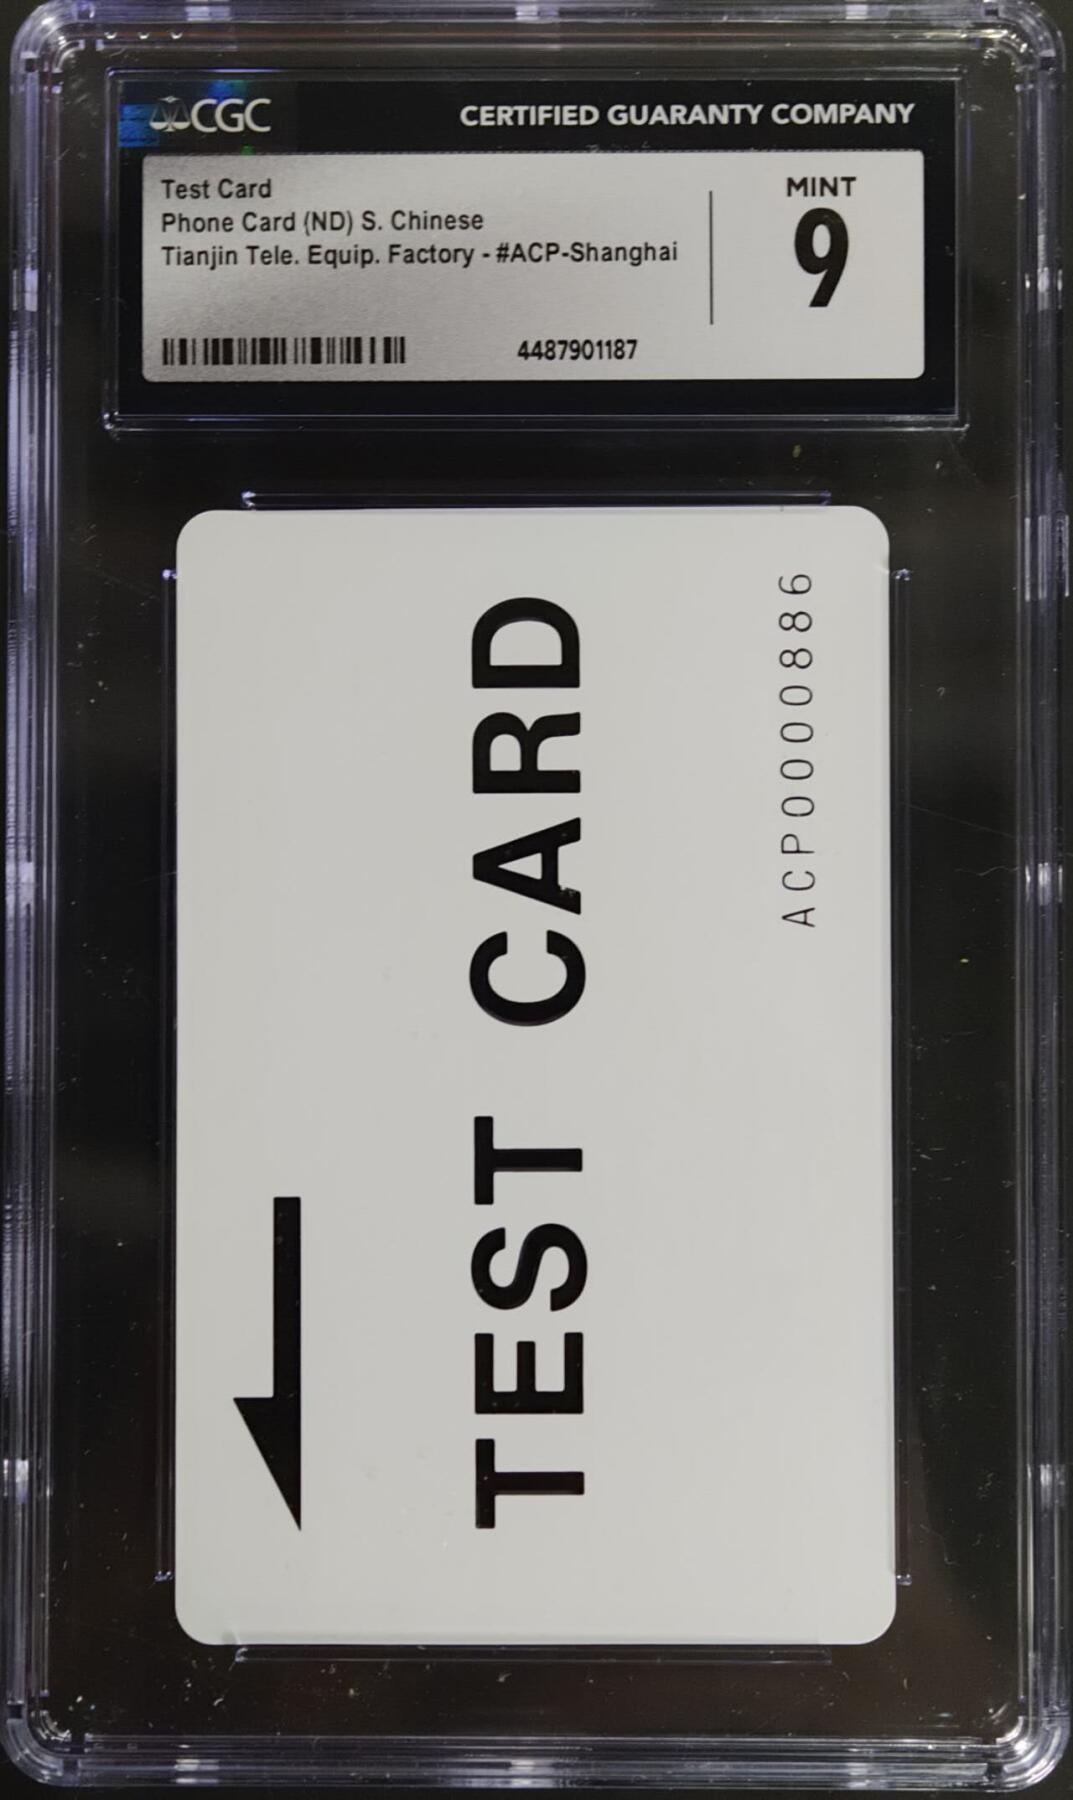 CGC
CERTIFIED GUARANTY COMPANY
Test Card
Phone Card (ND) S. Chinese
Tianjin Tele. Equip. Factory - #ACP-Shanghai
MINT
9
4487901187
TEST CARD
ACP0000886